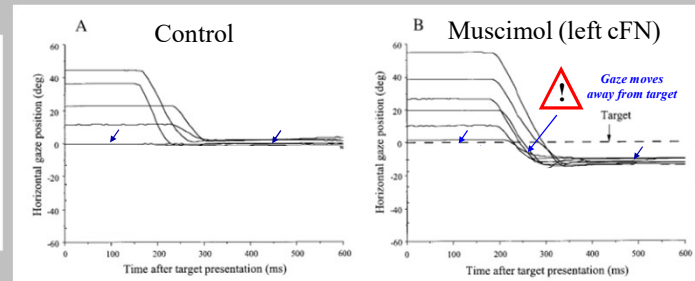 A
Control
Horizontal gaze position (deg)
60
40
20
0
-20
-40
-60
0
100
200
300
400
500
600
Time after target presentation (ms)
B
Muscimol (left cFN)
Horizontal gaze position (deg)
60
40
20
0
-20
-40
-60
!
Gaze moves
away from target
Target
0
100
200
300
400
500
600
Time after target presentation (ms)